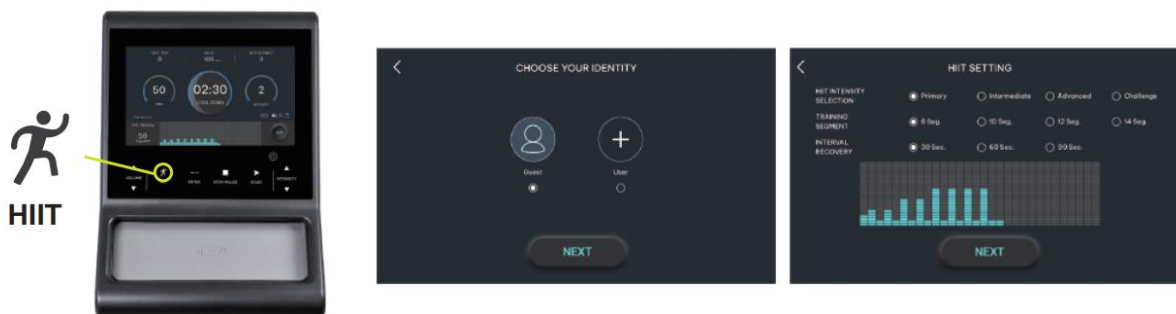 HIIT
50
02:30
COOL DOWN
2
VOLUME
ENTER
STOP/PAUSE
START
INTENSITY
CHOOSE YOUR IDENTITY
Guest
User
NEXT
HIIT SETTING
HIIT INTENSITY
SELECTION
Primary
Intermediate
Advanced
Challenge
TRAINING
SEGMENT
8 Seg.
10 Seg.
12 Seg.
14 Seg.
INTERVAL
RECOVERY
30 Sec.
60 Sec.
90 Sec.
NEXT